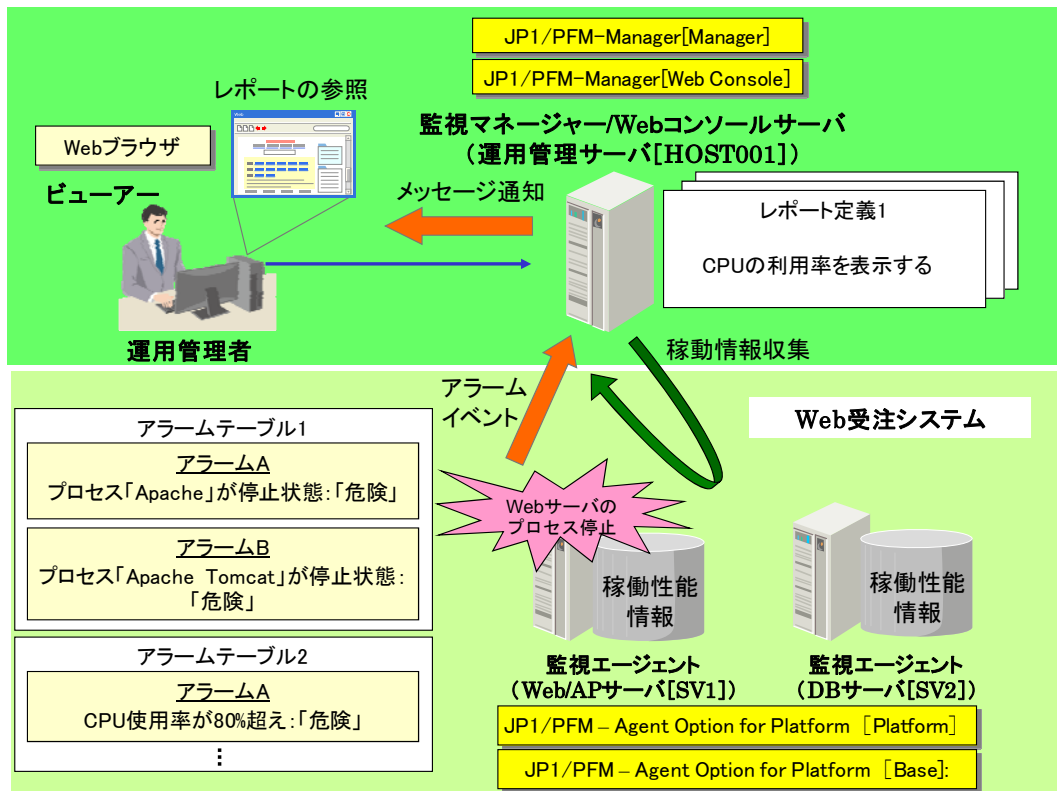 JP1/PFM-Manager[Manager]
JP1/PFM-Manager[Web Console]
レポートの参照
Web
Webブラウザ
ビューアー
運用管理者
メッセージ通知
監視マネージャー/Webコンソールサーバ
(運用管理サーバ[HOST001])
レポート定義1
CPUの利用率を表示する
稼動情報収集
アラーム
イベント
Web受注システム
アラームテーブル1
アラームA
プロセス「Apache」が停止状態:「危険」
アラームB
プロセス「Apache Tomcat」が停止状態:
「危険」
アラームテーブル2
アラームA
CPU使用率が80%超え:「危険」
⋮
Webサーバの
プロセス停止
稼働性能
情報
稼働性能
情報
監視エージェント
(Web/APサーバ[SV1])
監視エージェント
(DBサーバ[SV2])
JP1/PFM – Agent Option for Platform [Platform]
JP1/PFM – Agent Option for Platform [Base]: